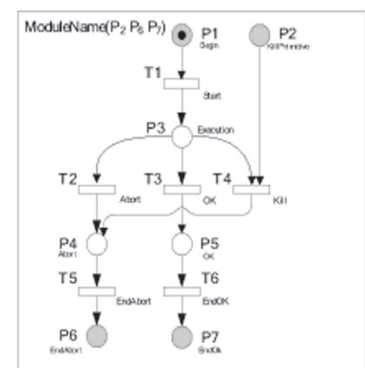 ModuleName(P2 P6 P7)
P1
Begin
P2
KillPrimitive
T1
Start
P3
Execution
T2
Abort
T3
OK
T4
Kill
P4
Abort
P5
OK
T5
EndAbort
T6
EndOK
P6
EndAbort
P7
EndOk